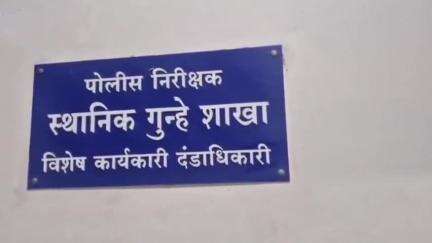 पोलीस निरीक्षक
स्थानिक गुन्हे शाखा
विशेष कार्यकारी दंडाधिकारी